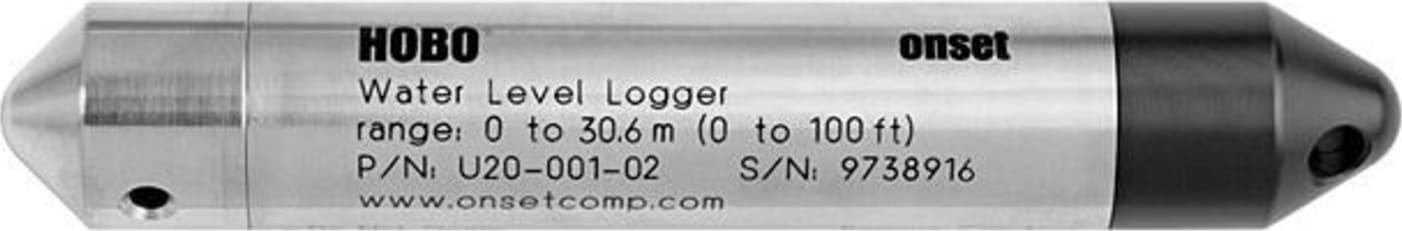 HOBO onset
Water Level Logger
range: 0 to 30.6 m (0 to 100 ft)
P/N: U20-001-02 S/N: 9738916
www.onsetcomp.com